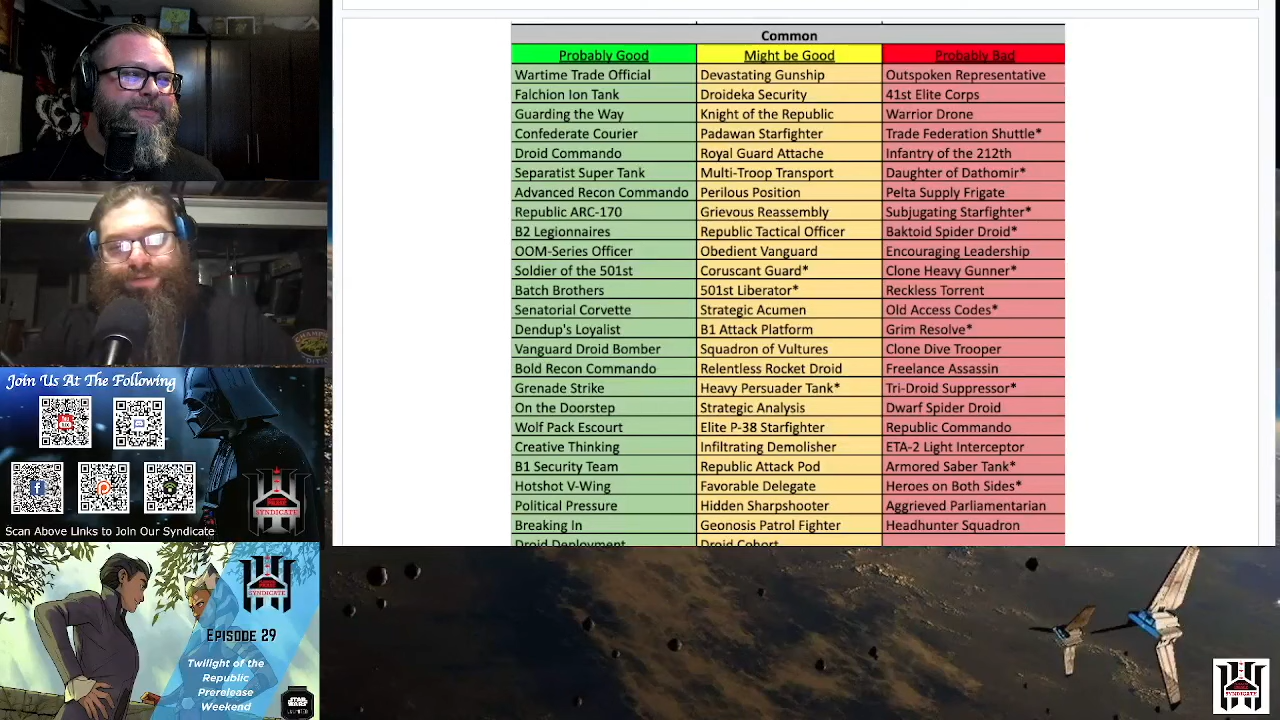 Common
Probably Good Might be Good Probably Bad
Wartime Trade Official Devastating Gunship Outspoken Representative
Falchion Ion Tank Droideka Security 41st Elite Corps
Guarding the Way Knight of the Republic Warrior Drone
Confederate Courier Padawan Starfighter Trade Federation Shuttle*
Droid Commando Royal Guard Attache Infantry of the 212th
Separatist Super Tank Multi-Troop Transport Daughter of Dathomir*
Advanced Recon Commando Perilous Position Pelta Supply Frigate
Republic ARC-170 Grievous Reassembly Subjugating Starfighter*
B2 Legionnaires Republic Tactical Officer Baktoid Spider Droid*
OOM-Series Officer Obedient Vanguard Encouraging Leadership
Soldier of the 501st Coruscant Guard* Clone Heavy Gunner*
Batch Brothers 501st Liberator* Reckless Torrent
Senatorial Corvette Strategic Acumen Old Access Codes*
Dendup's Loyalist B1 Attack Platform Grim Resolve*
Vanguard Droid Bomber Squadron of Vultures Clone Dive Trooper
Bold Recon Commando Relentless Rocket Droid Freelance Assassin
Grenade Strike Heavy Persuader Tank* Tri-Droid Suppressor*
On the Doorstep Strategic Analysis Dwarf Spider Droid
Wolf Pack Escourt Elite P-38 Starfighter Republic Commando
Creative Thinking Infiltrating Demolisher ETA-2 Light Interceptor
B1 Security Team Republic Attack Pod Armored Saber Tank*
Hotshot V-Wing Favorable Delegate Heroes on Both Sides*
Political Pressure Hidden Sharpshooter Aggrieved Parliamentarian
Breaking In Geonosis Patrol Fighter Headhunter Squadron
Droid Deployment Droid Cohort
Join Us At The Following
SYNDICATE
Scan Above Links to Join Our Syndicate
SYNDICATE
Episode 29
Twilight of the
Republic
Prerelease
Weekend
STAR
WARS
UNLIMITED